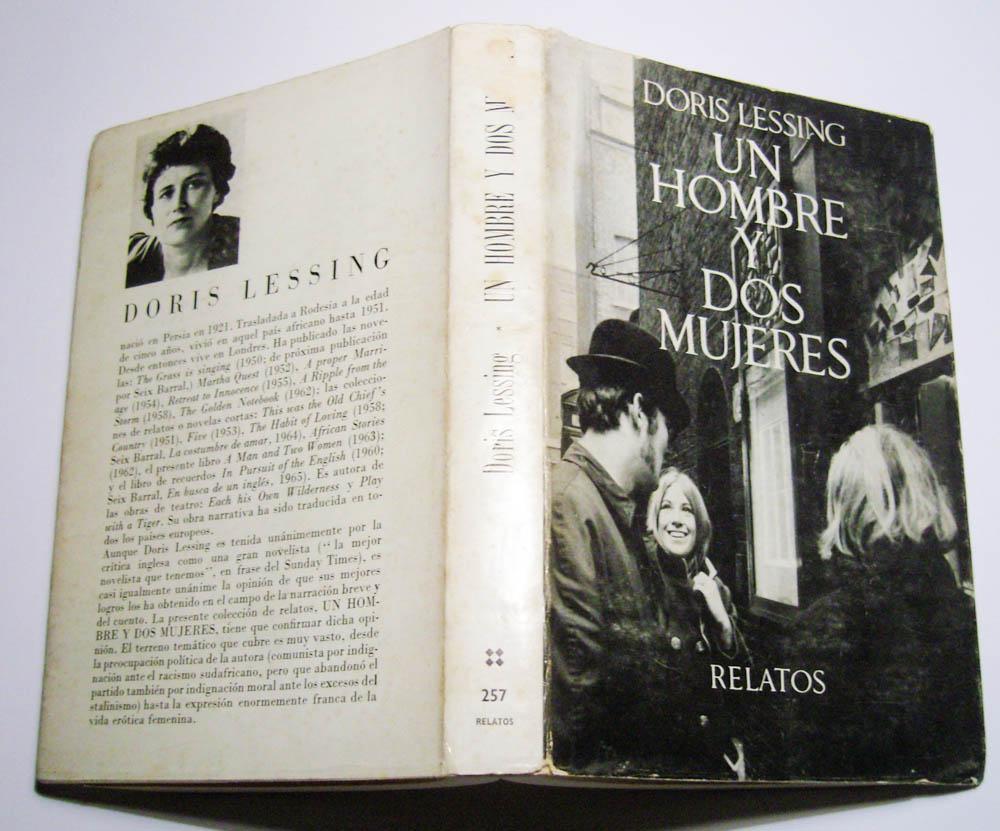 DORIS LESSING
nació en Persia en 1921. Trasladada a Rodesia a la edad
de cinco años, vivió en aquel país africano hasta 1951.
Desde entonces vive en Londres. Ha publicado las nove-
las: The Grass is singing (1950; de próxima publicación
por Seix Barral,) Martha Quest (1952), A proper Marri-
age (1954), Retreat to Innocence (1955), A Ripple from the
Storm (1958), The Golden Notebook (1962); las coleccio-
nes de relatos o novelas cortas: This was the Old Chief's
Country (1951), Five (1953), The Habit of Loving (1958;
Seix Barral, La costumbre de amar, 1964), African Stories
(1962), el presente libro A Man and Two Women (1963);
y el libro de recuerdos In Pursuit of the English (1960;
Seix Barral, En busca de un inglés, 1965). Es autora de
las obras de teatro: Each his Own Wilderness y Play
with a Tiger. Su obra narrativa ha sido traducida en to-
dos los países europeos.
Aunque Doris Lessing es tenida unánimemente por la
crítica inglesa como una gran novelista ("la mejor
novelista que tenemos", en frase del Sunday Times), es
casi igualmente unánime la opinión de que sus mejores
logros los ha obtenido en el campo de la narración breve y
del cuento. La presente colección de relatos, UN HOM-
BRE Y DOS MUJERES, tiene que confirmar dicha opi-
nión. El terreno temático que cubre es muy vasto, desde
la preocupación política de la autora (comunista por indig-
nación ante el racismo sudafricano, pero que abandonó el
partido también por indignación moral ante los excesos del
stalinismo) hasta la expresión enormemente franca de la
vida erótica femenina.
Doris Lessing * UN HOMBRE Y DOS M
257
RELATOS
DORIS LESSING
UN
HOMBRE
Y
DOS
MUJERES
RELATOS